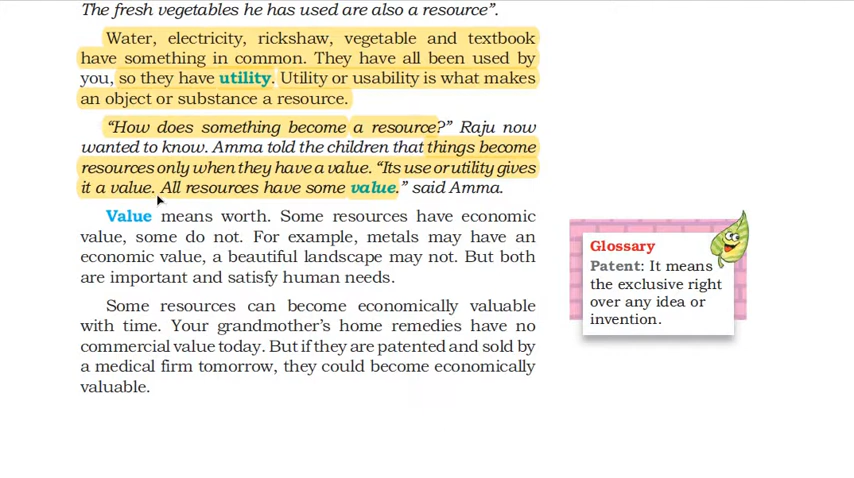 The fresh vegetables he has used are also a resource”.
Water, electricity, rickshaw, vegetable and textbook
have something in common. They have all been used by
you, so they have utility. Utility or usability is what makes
an object or substance a resource.
“How does something become a resource?” Raju now
wanted to know. Amma told the children that things become
resources only when they have a value. “Its use or utility gives
it a value. All resources have some value.” said Amma.
Value means worth. Some resources have economic
value, some do not. For example, metals may have an
economic value, a beautiful landscape may not. But both
are important and satisfy human needs.
Some resources can become economically valuable
with time. Your grandmother’s home remedies have no
commercial value today. But if they are patented and sold by
a medical firm tomorrow, they could become economically
valuable.
Glossary
Patent: It means
the exclusive right
over any idea or
invention.